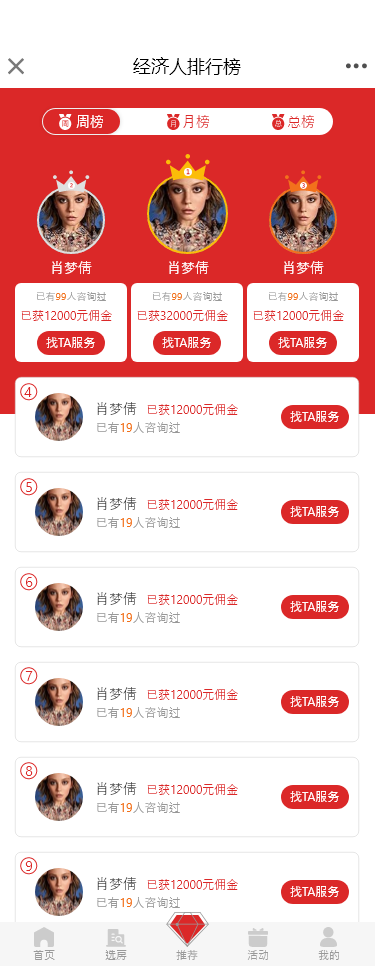 经济人排行榜
周 周榜 月 月榜 总 总榜
2 1 3
肖梦倩 肖梦倩 肖梦倩
已有99人咨询过 已有99人咨询过 已有99人咨询过
已获12000元佣金 已获32000元佣金 已获12000元佣金
找TA服务 找TA服务 找TA服务
④
肖梦倩 已获12000元佣金
已有19人咨询过
找TA服务
⑤
肖梦倩 已获12000元佣金
已有19人咨询过
找TA服务
⑥
肖梦倩 已获12000元佣金
已有19人咨询过
找TA服务
⑦
肖梦倩 已获12000元佣金
已有19人咨询过
找TA服务
⑧
肖梦倩 已获12000元佣金
已有19人咨询过
找TA服务
⑨
肖梦倩 已获12000元佣金
已有19人咨询过
找TA服务
首页 选房 推荐 活动 我的